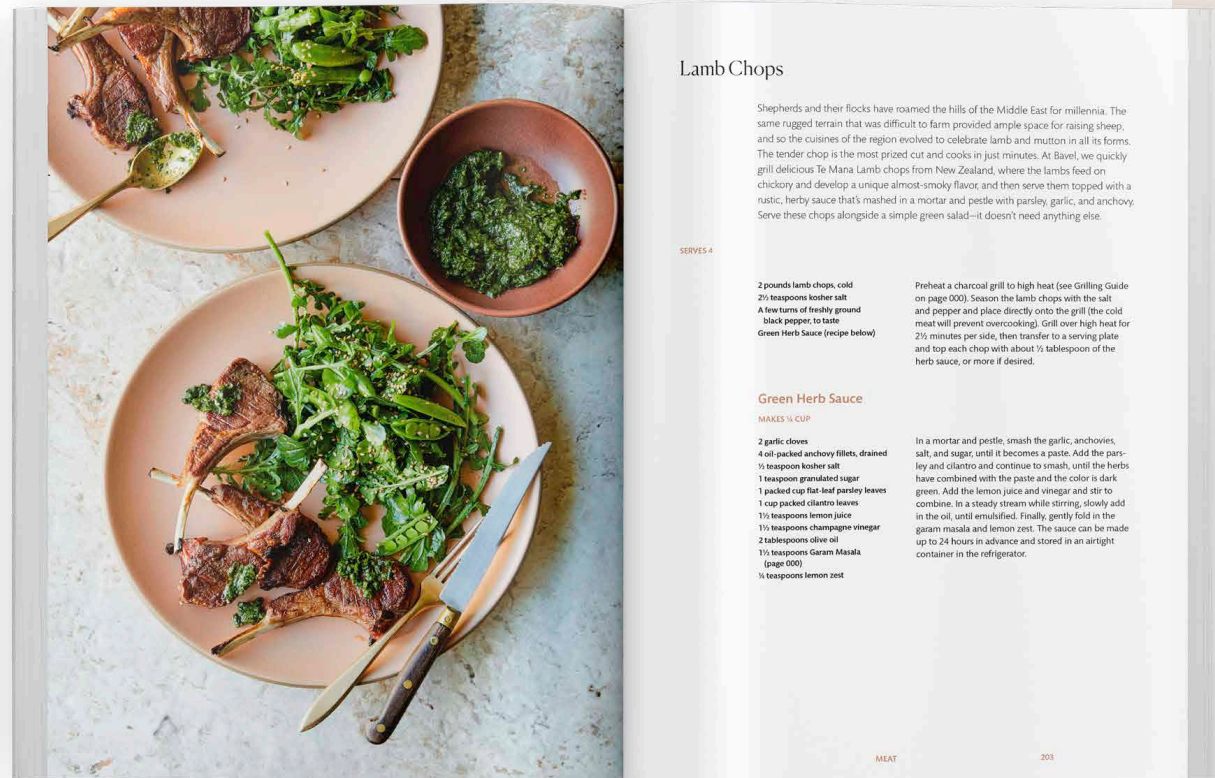 Lamb Chops
Shepherds and their flocks have roamed the hills of the Middle East for millennia. The
same rugged terrain that was difficult to farm provided ample space for raising sheep,
and so the cuisines of the region evolved to celebrate lamb and mutton in all its forms.
The tender chop is the most prized cut and cooks in just minutes. At Bavel, we quickly
grill delicious Te Mana Lamb chops from New Zealand, where the lambs feed on
chickory and develop a unique almost-smoky flavor, and then serve them topped with a
rustic, herby sauce that's mashed in a mortar and pestle with parsley, garlic, and anchovy.
Serve these chops alongside a simple green salad—it doesn't need anything else.
SERVES 4
2 pounds lamb chops, cold
2½ teaspoons kosher salt
A few turns of freshly ground
black pepper, to taste
Green Herb Sauce (recipe below)
Preheat a charcoal grill to high heat (see Grilling Guide
on page 000). Season the lamb chops with the salt
and pepper and place directly onto the grill (the cold
meat will prevent overcooking). Grill over high heat for
2½ minutes per side, then transfer to a serving plate
and top each chop with about ½ tablespoon of the
herb sauce, or more if desired.
Green Herb Sauce
MAKES CUP
2 garlic cloves
4 oil-packed anchovy fillets, drained
½ teaspoon kosher salt
1 teaspoon granulated sugar
1 packed cup flat-leaf parsley leaves
1 cup packed cilantro leaves
1½ teaspoons lemon juice
1½ teaspoons champagne vinegar
2 tablespoons olive oil
1½ teaspoons Garam Masala
(page 000)
teaspoons lemon zest
In a mortar and pestle, smash the garlic, anchovies,
salt, and sugar, until it becomes a paste. Add the pars-
ley and cilantro and continue to smash, until the herbs
have combined with the paste and the color is dark
green. Add the lemon juice and vinegar and stir to
combine. In a steady stream while stirring, slowly add
in the oil, until emulsified. Finally, gently fold in the
garam masala and lemon zest. The sauce can be made
up to 24 hours in advance and stored in an airtight
container in the refrigerator.
MEAT 203